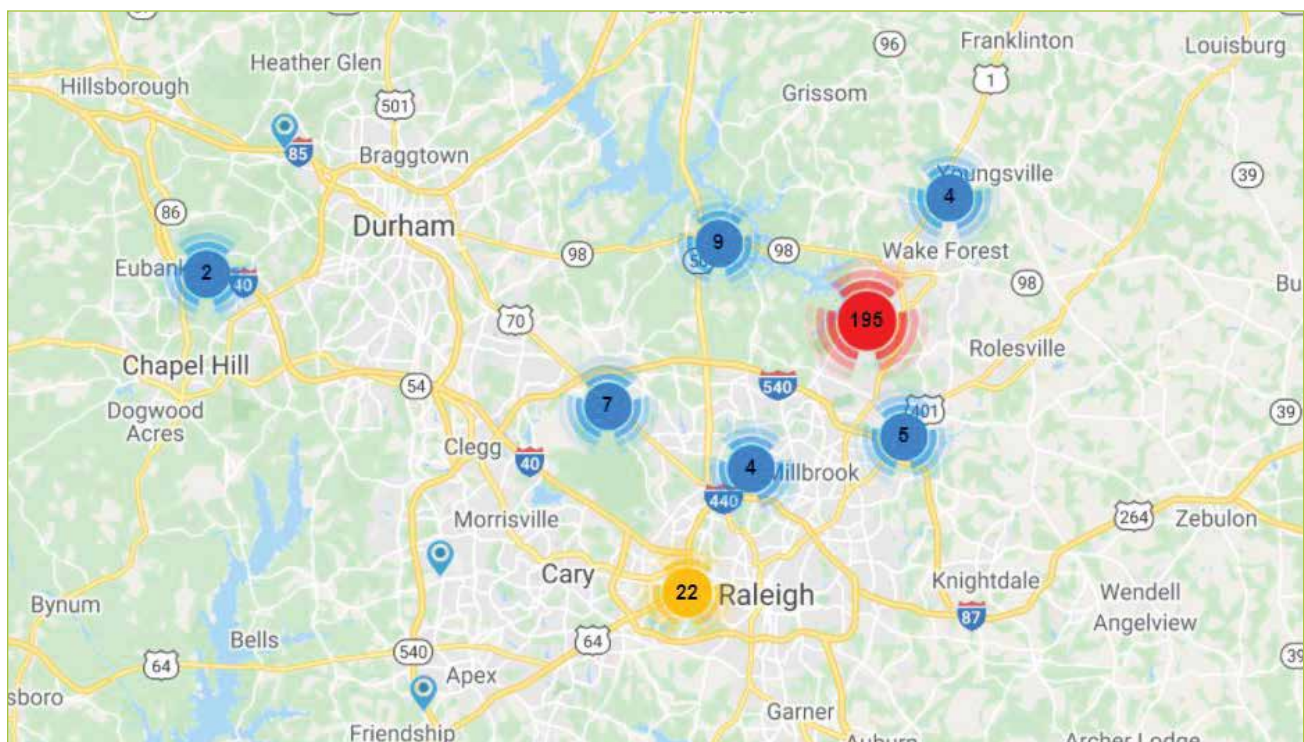 96
Franklinton
Louisburg
Heather Glen
Hillsborough
1
501
Grissom
85
Braggtown
39
Youngsville
4
86
Durham
9
98
98
Wake Forest
2
40
98
195
70
Chapel Hill
Rolesville
54
540
Dogwood
Acres
7
401
39
5
Clegg
40
4
Millbrook
440
264
Zebulon
Morrisville
Cary
22
Raleigh
Knightdale
Wendell
87
Angelview
Bynum
Bells
64
540
64
39
Apex
Garner
Friendship